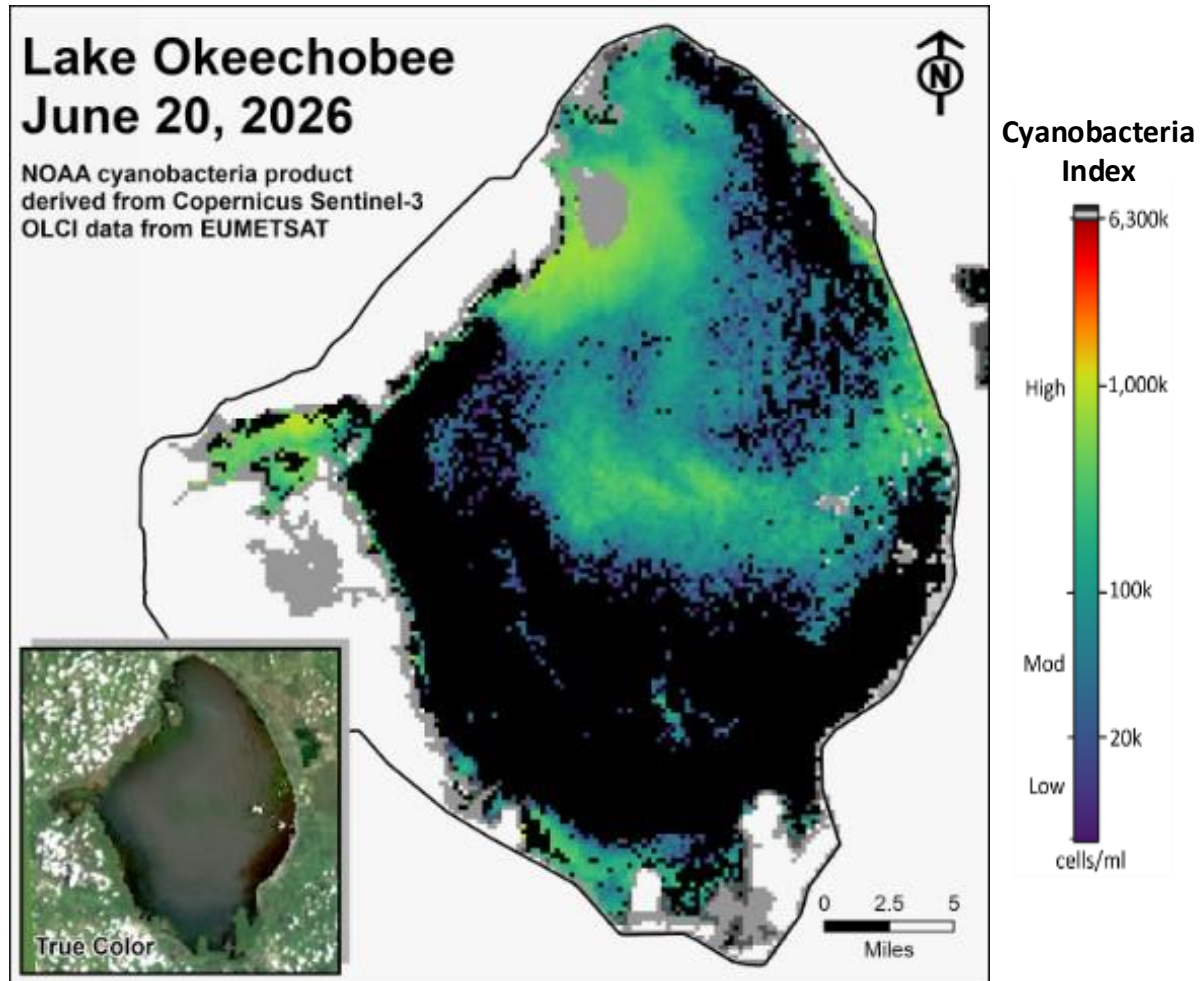 Lake Okeechobee
June 20, 2026
NOAA cyanobacteria product
derived from Copernicus Sentinel-3
OLCI data from EUMETSAT
N
Cyanobacteria
Index
6,300k
High
1,000k
100k
Mod
20k
Low
cells/ml
0 2.5 5
Miles
True Color